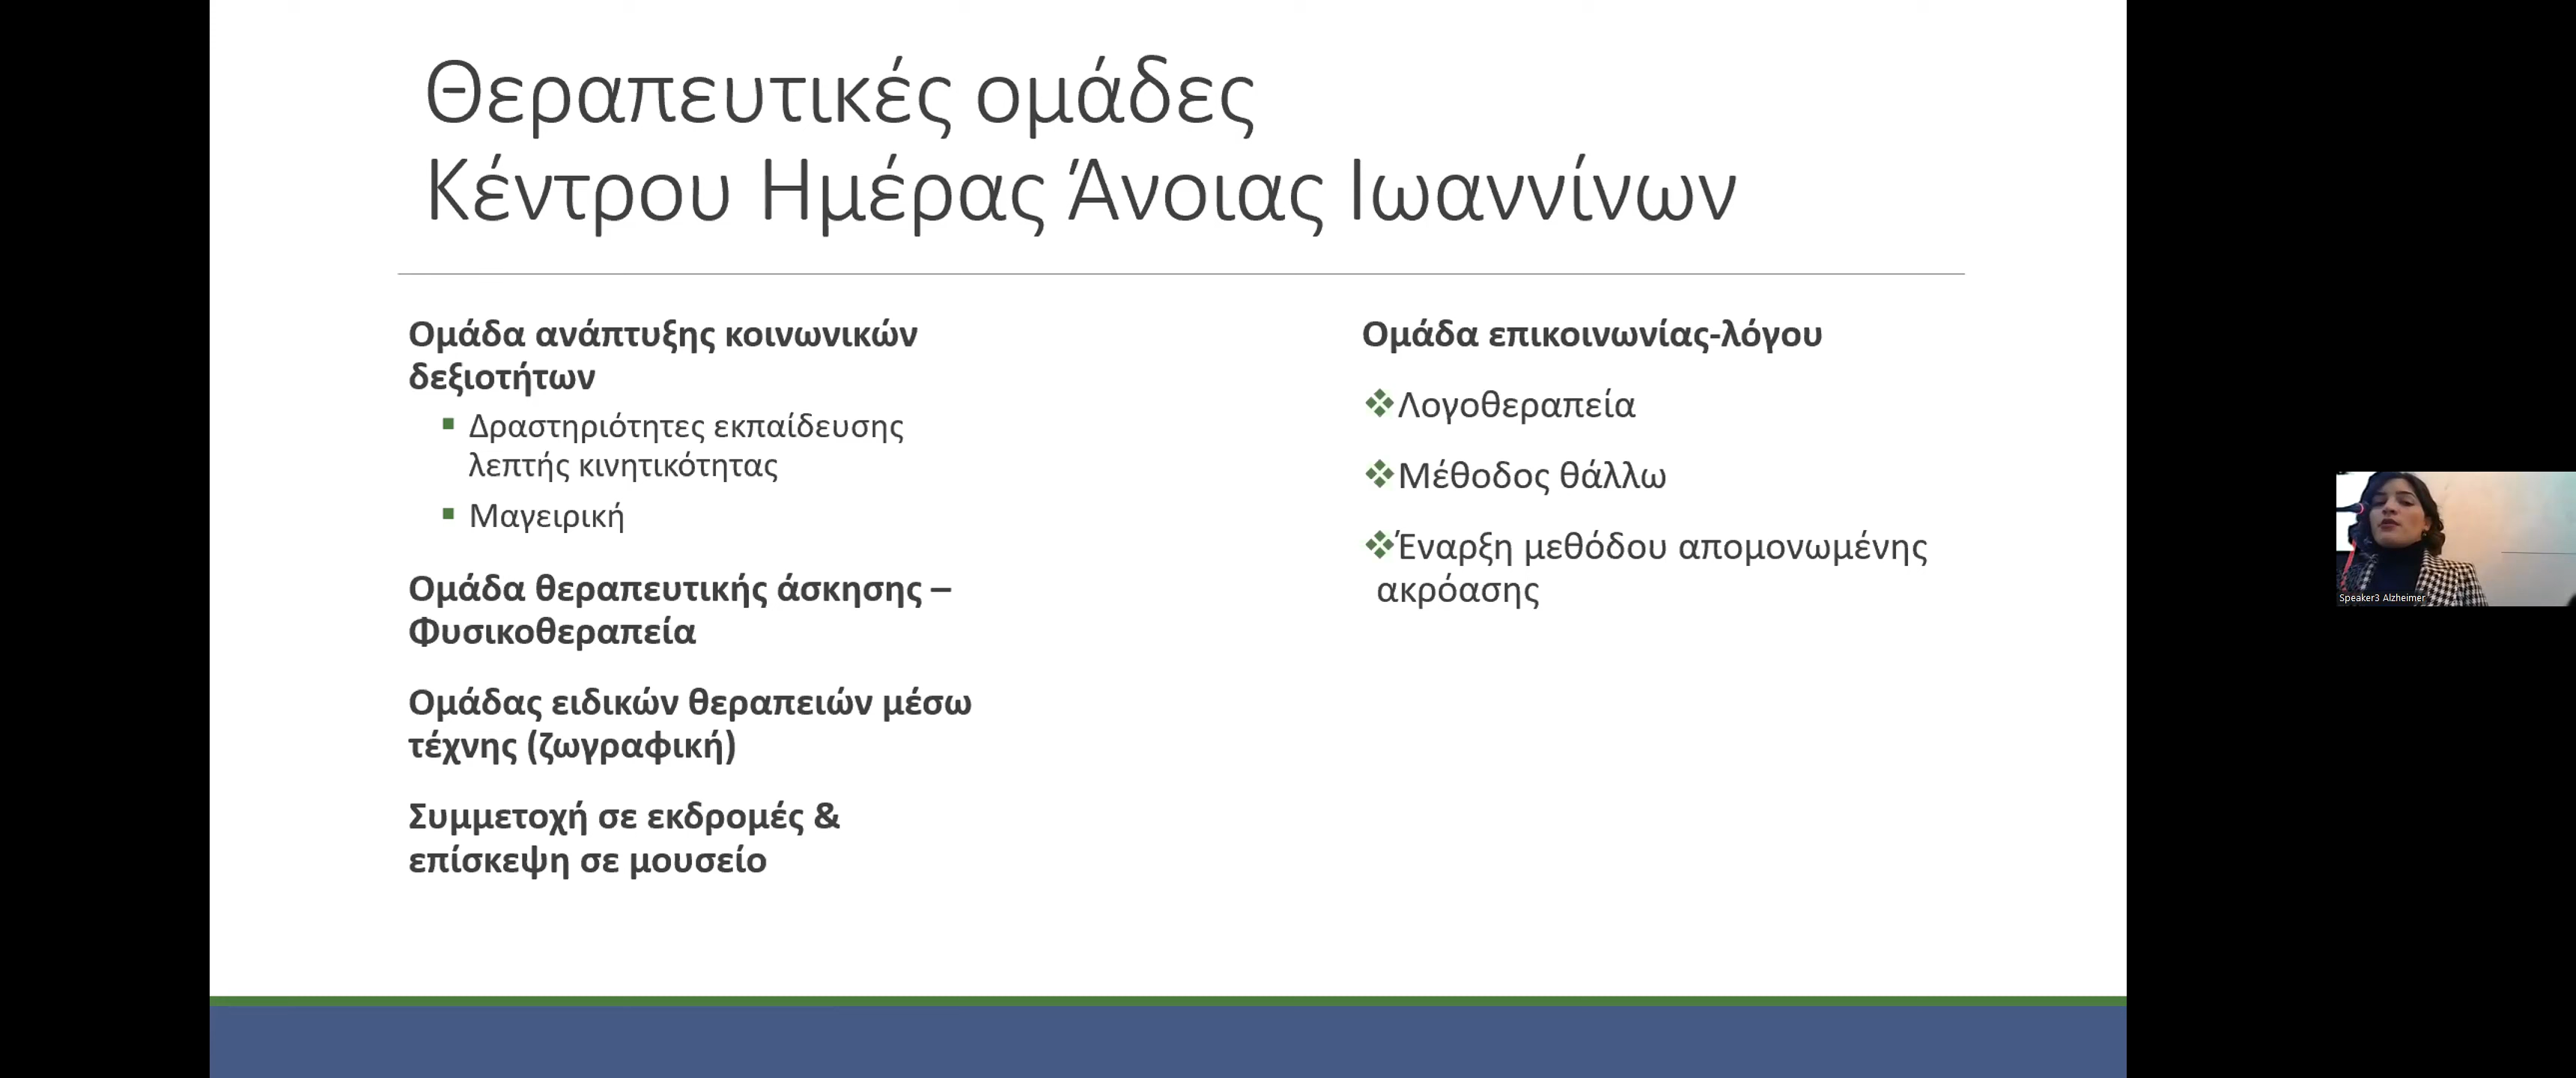 Θεραπευτικές ομάδες
Κέντρου Ημέρας Άνοιας Ιωαννίνων
Ομάδα ανάπτυξης κοινωνικών
δεξιοτήτων
Δραστηριότητες εκπαίδευσης
λεπτής κινητικότητας
Μαγειρική
Ομάδα θεραπευτικής άσκησης –
Φυσικοθεραπεία
Ομάδας ειδικών θεραπειών μέσω
τέχνης (ζωγραφική)
Συμμετοχή σε εκδρομές &
επίσκεψη σε μουσείο
Ομάδα επικοινωνίας-λόγου
Λογοθεραπεία
Μέθοδος θάλλω
Έναρξη μεθόδου απομονωμένης
ακρόασης
Speaker3 Alzheimer